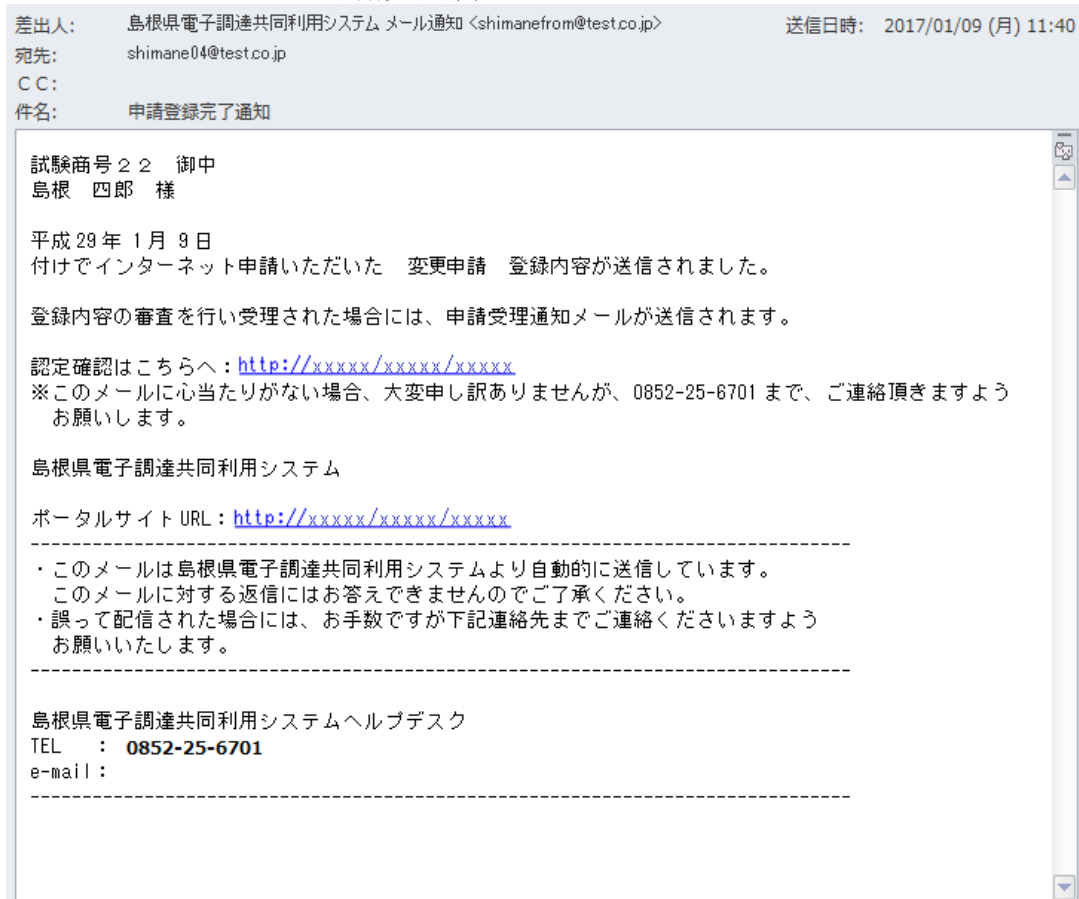 差出人: 島根県電子調達共同利用システム メール通知 <shimanefrom@test.co.jp> 送信日時: 2017/01/09 (月) 11:40
宛先: shimane04@test.co.jp
CC:
件名: 申請登録完了通知
試験商号22 御中
島根 四郎 様
平成29年 1月 9日
付けでインターネット申請いただいた 変更申請 登録内容が送信されました。
登録内容の審査を行い受理された場合には、申請受理通知メールが送信されます。
認定確認はこちらへ:http://xxxxx/xxxxx/xxxxx
※このメールに心当たりがない場合、大変申し訳ありませんが、0852-25-6701 まで、ご連絡頂きますよう
お願いします。
島根県電子調達共同利用システム
ポータルサイトURL:http://xxxxx/xxxxx/xxxxx
--------------------------------------------------------------------------------
・このメールは島根県電子調達共同利用システムより自動的に送信しています。
このメールに対する返信にはお答えできませんのでご了承ください。
・誤って配信された場合には、お手数ですが下記連絡先までご連絡くださいますよう
お願いいたします。
--------------------------------------------------------------------------------
島根県電子調達共同利用システムヘルプデスク
TEL : 0852-25-6701
e-mail:
--------------------------------------------------------------------------------